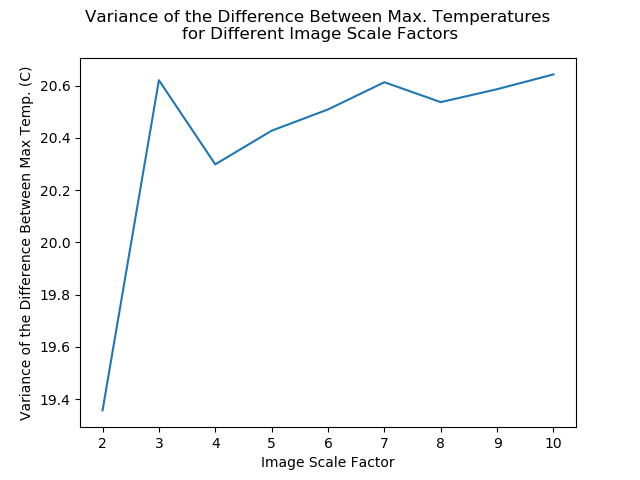 Variance of the Difference Between Max. Temperatures
for Different Image Scale Factors
Variance of the Difference Between Max Temp. (C)
20.6
20.4
20.2
20.0
19.8
19.6
19.4
2 3 4 5 6 7 8 9 10
Image Scale Factor